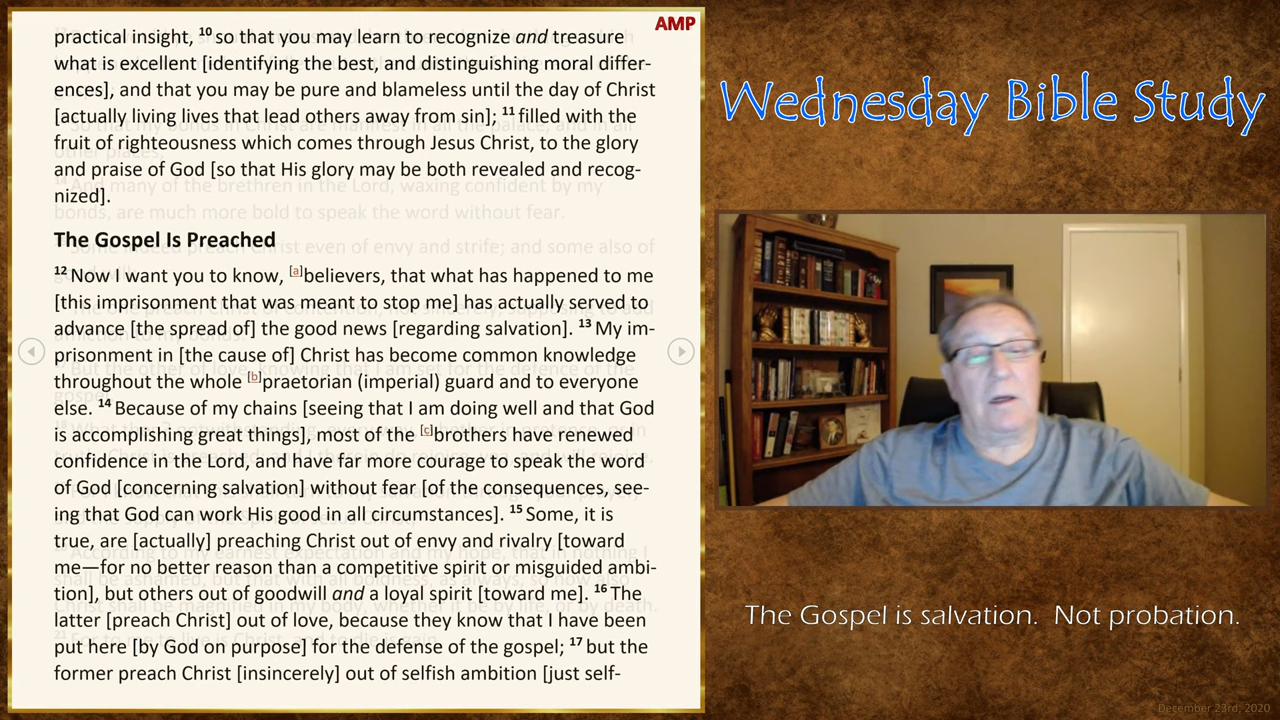 AMP
practical insight, 10 so that you may learn to recognize and treasure
what is excellent [identifying the best, and distinguishing moral differ-
ences], and that you may be pure and blameless until the day of Christ
[actually living lives that lead others away from sin]; 11 filled with the
fruit of righteousness which comes through Jesus Christ, to the glory
and praise of God [so that His glory may be both revealed and recog-
nized].
The Gospel Is Preached
12 Now I want you to know, [a]believers, that what has happened to me
[this imprisonment that was meant to stop me] has actually served to
advance [the spread of] the good news [regarding salvation]. 13 My im-
prisonment in [the cause of] Christ has become common knowledge
throughout the whole [b]praetorian (imperial) guard and to everyone
else. 14 Because of my chains [seeing that I am doing well and that God
is accomplishing great things], most of the [c]brothers have renewed
confidence in the Lord, and have far more courage to speak the word
of God [concerning salvation] without fear [of the consequences, see-
ing that God can work His good in all circumstances]. 15 Some, it is
true, are [actually] preaching Christ out of envy and rivalry [toward
me—for no better reason than a competitive spirit or misguided ambi-
tion], but others out of goodwill and a loyal spirit [toward me]. 16 The
latter [preach Christ] out of love, because they know that I have been
put here [by God on purpose] for the defense of the gospel; 17 but the
former preach Christ [insincerely] out of selfish ambition [just self-
Wednesday Bible Study
The Gospel is salvation. Not probation.
December 23rd, 2020